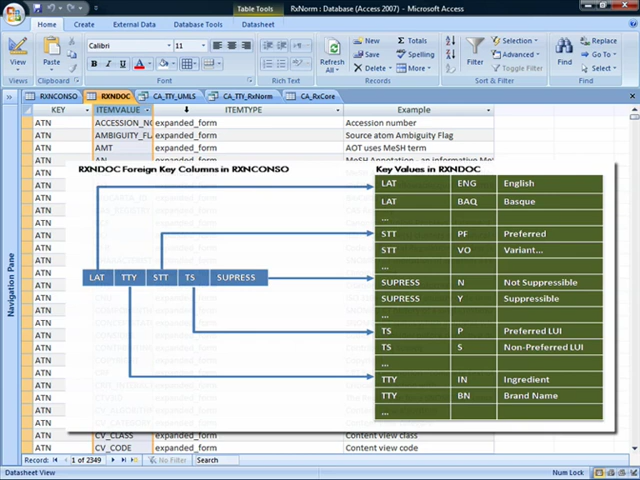 Table Tools
RxNorm : Database (Access 2007) - Microsoft Access
Home
Create
External Data
Database Tools
Datasheet
View
Paste
Calibri
11
B I U
Refresh All
New
Save
Delete
Totals
Spelling
More
Filter
Selection
Advanced
Toggle Filter
Find
Replace
Go To
Select
Views
Clipboard
Font
Rich Text
Records
Sort & Filter
Find
RXNCONSO
RXNDOC
CA_TTY_UMLS
CA_TTY_RxNorm
CA_RxCore
KEY ITEMVALUE ITEMTYPE Example
ATN ACCESSION_NO expanded_form Accession number
ATN AMBIGUITY_FLA expanded_form Source atom Ambiguity Flag
ATN AMT expanded_form AOT uses MeSH term
ATN AN expanded_form MeSH Annotation - an informative MeS
RXNDOC Foreign Key Columns in RXNCONSO
Key Values in RXNDOC
LAT ENG English
LAT BAQ Basque
...
STT PF Preferred
STT VO Variant...
...
LAT TTY STT TS SUPRESS
SUPRESS N Not Suppressible
SUPRESS Y Suppressible
...
TS P Preferred LUI
TS S Non-Preferred LUI
...
TTY IN Ingredient
TTY BN Brand Name
...
ATN CV_CLASS expanded_form Content view class
ATN CV_CODE expanded_form Content view code
Navigation Pane
Record: 1 of 2349 No Filter Search
Datasheet View
Num Lock